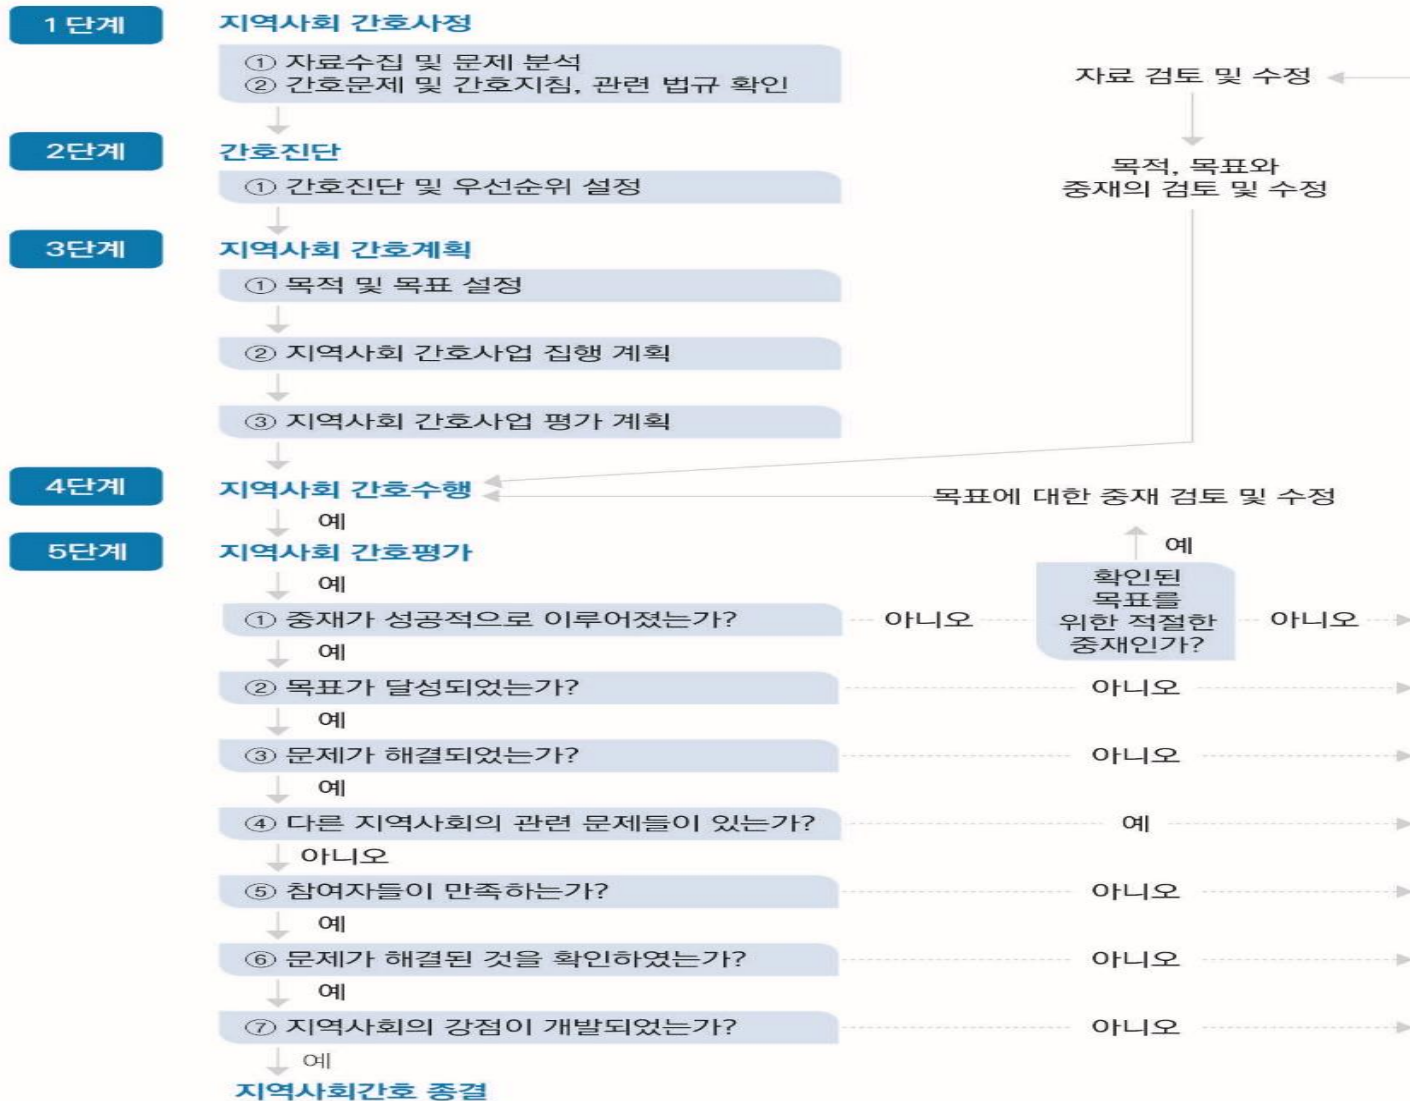 1단계
지역사회 간호사정
① 자료수집 및 문제 분석
② 간호문제 및 간호지침, 관련 법규 확인
자료 검토 및 수정
2단계
간호진단
① 간호진단 및 우선순위 설정
목적, 목표와
중재의 검토 및 수정
3단계
지역사회 간호계획
① 목적 및 목표 설정
② 지역사회 간호사업 집행 계획
③ 지역사회 간호사업 평가 계획
4단계
지역사회 간호수행
목표에 대한 중재 검토 및 수정
예
5단계
지역사회 간호평가
예
예
확인된
목표를
위한 적절한
중재인가?
① 중재가 성공적으로 이루어졌는가?
아니오
아니오
예
② 목표가 달성되었는가?
아니오
예
③ 문제가 해결되었는가?
아니오
예
④ 다른 지역사회의 관련 문제들이 있는가?
예
아니오
⑤ 참여자들이 만족하는가?
아니오
예
⑥ 문제가 해결된 것을 확인하였는가?
아니오
예
⑦ 지역사회의 강점이 개발되었는가?
아니오
예
지역사회간호 종결